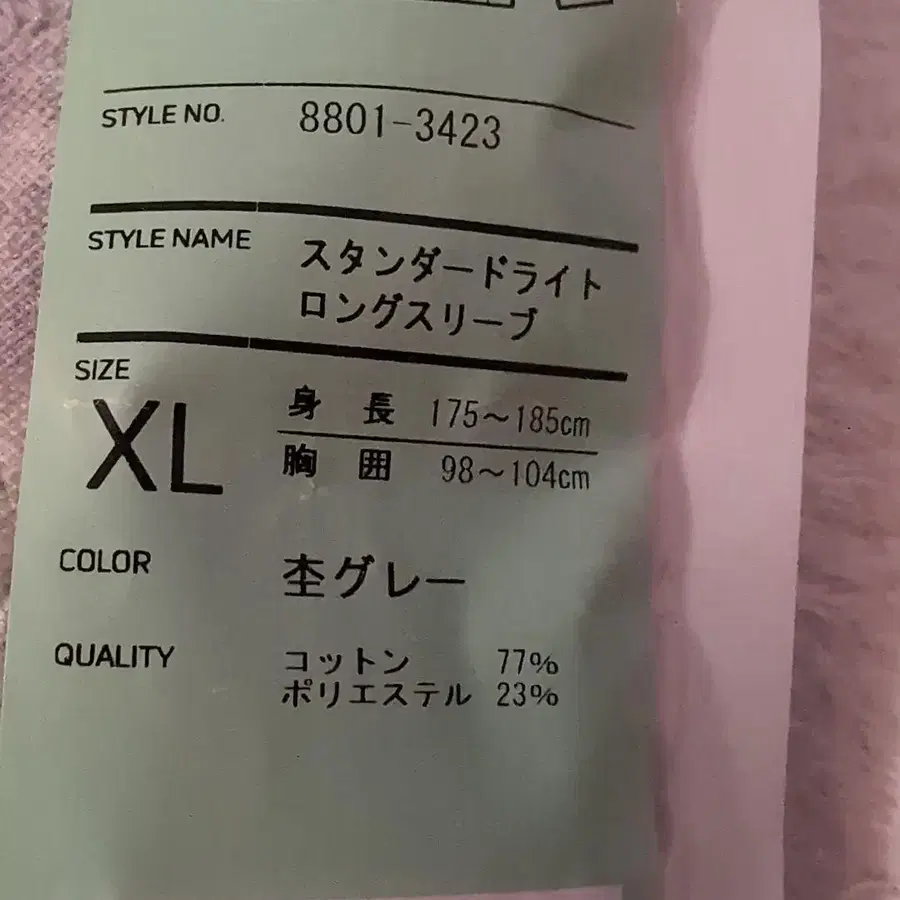 STYLE NO. 8801-3423
STYLE NAME スタンダードライト
ロングスリーブ
SIZE
XL 身 長 175～185cm
胸 囲 98～104cm
COLOR 杢グレー
QUALITY コットン 77%
ポリエステル 23%